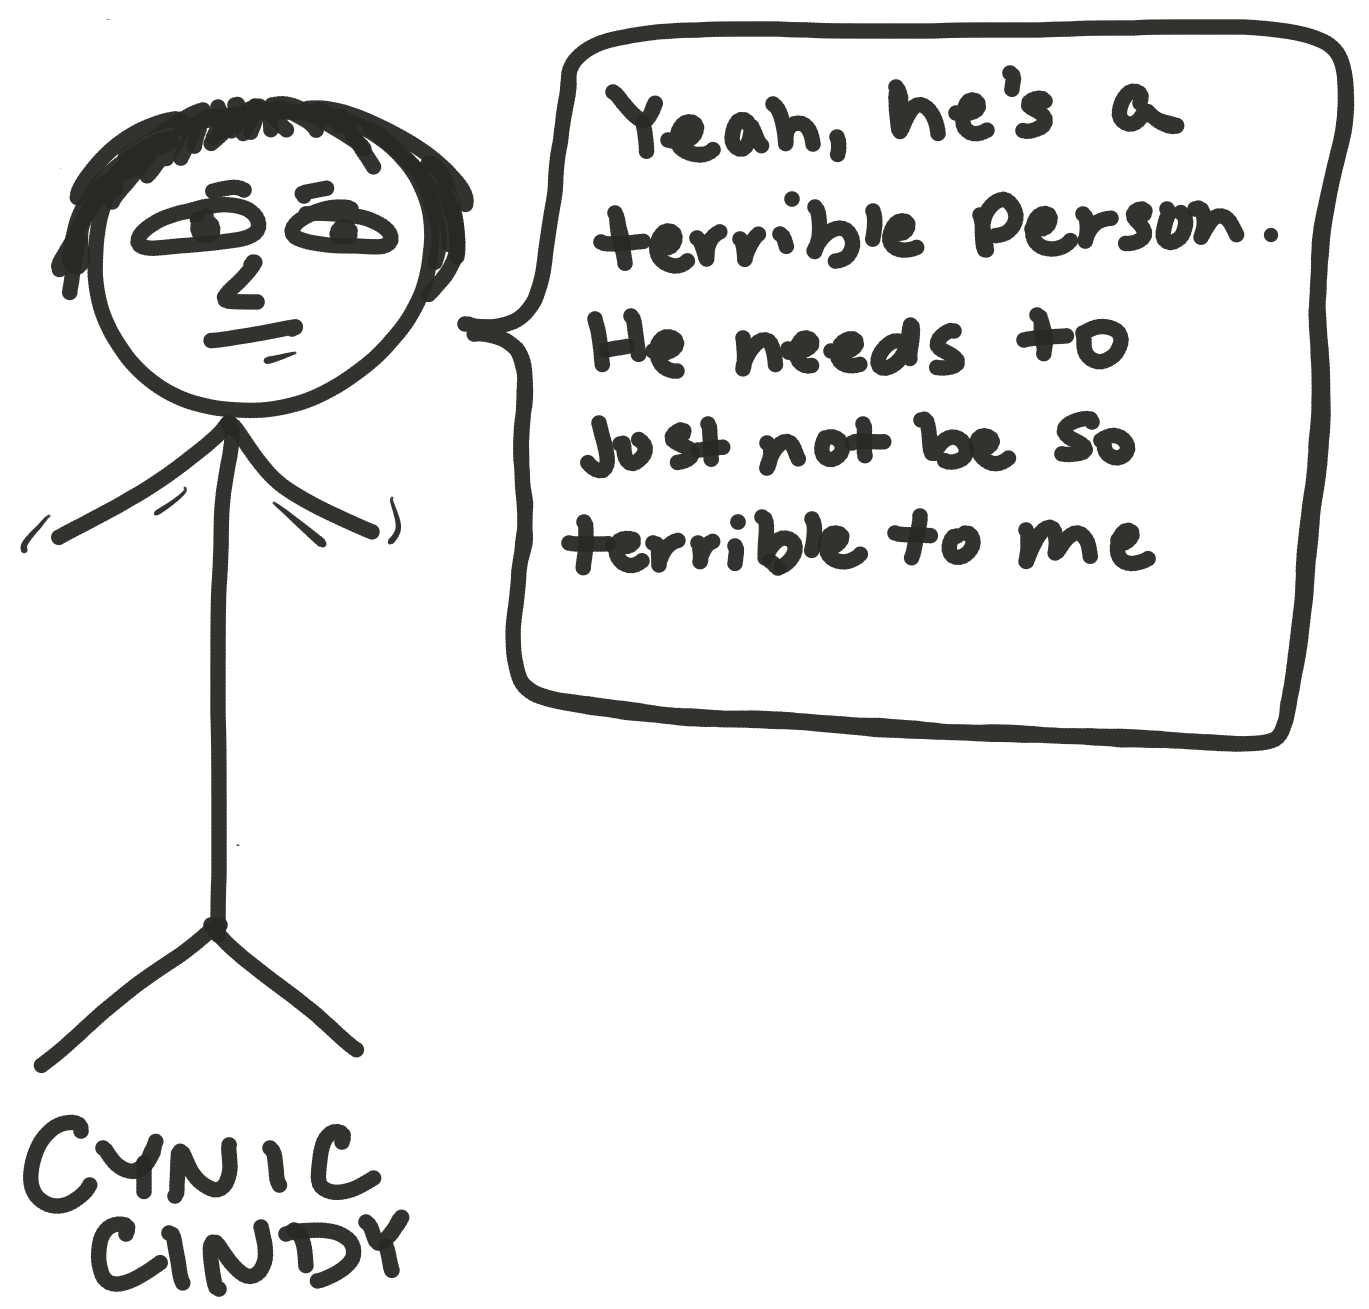 Yeah, he's a
terrible person.
He needs to
Just not be so
terrible to me
CYNIC
CINDY